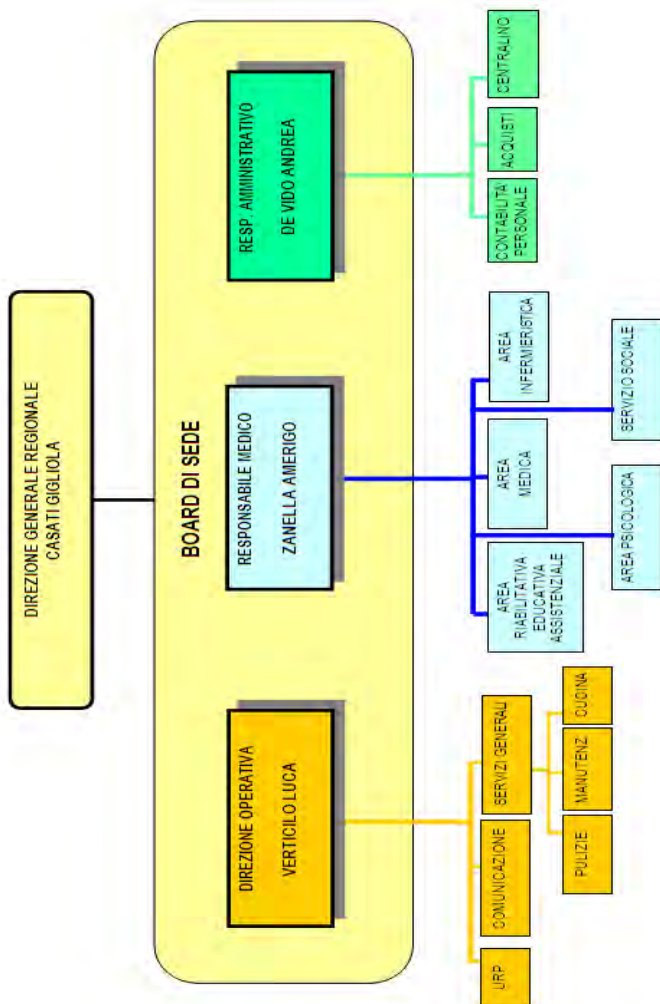 DIREZIONE GENERALE REGIONALE
CASATI GIGLIOLA
BOARD DI SEDE
DIREZIONE OPERATIVA
VERTICILO LUCA
RESPONSABILE MEDICO
ZANELLA AMERIGO
RESP. AMMINISTRATIVO
DE VIDO ANDREA
URP
COMUNICAZIONE
SERVIZI GENERALI
PULIZIE
MANUTENZ
CUCINA
AREA
RIABILITATIVA
EDUCATIVA
ASSISTENZIALE
AREA
MEDICA
AREA
INFERMIERISTICA
AREA PSICOLOGICA
SERVIZIO SOCIALE
CONTABILITA'
PERSONALE
ACQUISTI
CENTRALINO